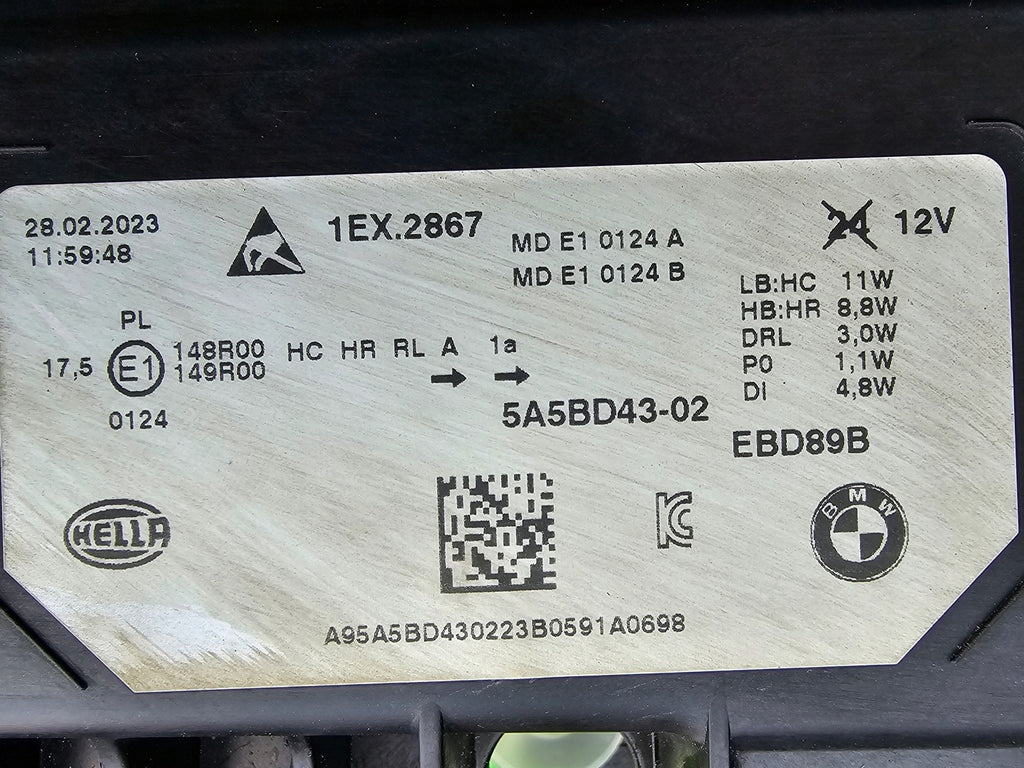 28.02.2023
11:59:48
1EX.2867
MD E1 0124 A
MD E1 0124 B
24 12V
LB:HC 11W
HB:HR 8,8W
DRL 3,0W
PO 1,1W
DI 4,8W
PL
17,5 E1 148R00 HC HR RL A 1a
149R00
0124
5A5BD43-02
EBD89B
HELLA
KC
BMW
A95A5BD430223B0591A0698